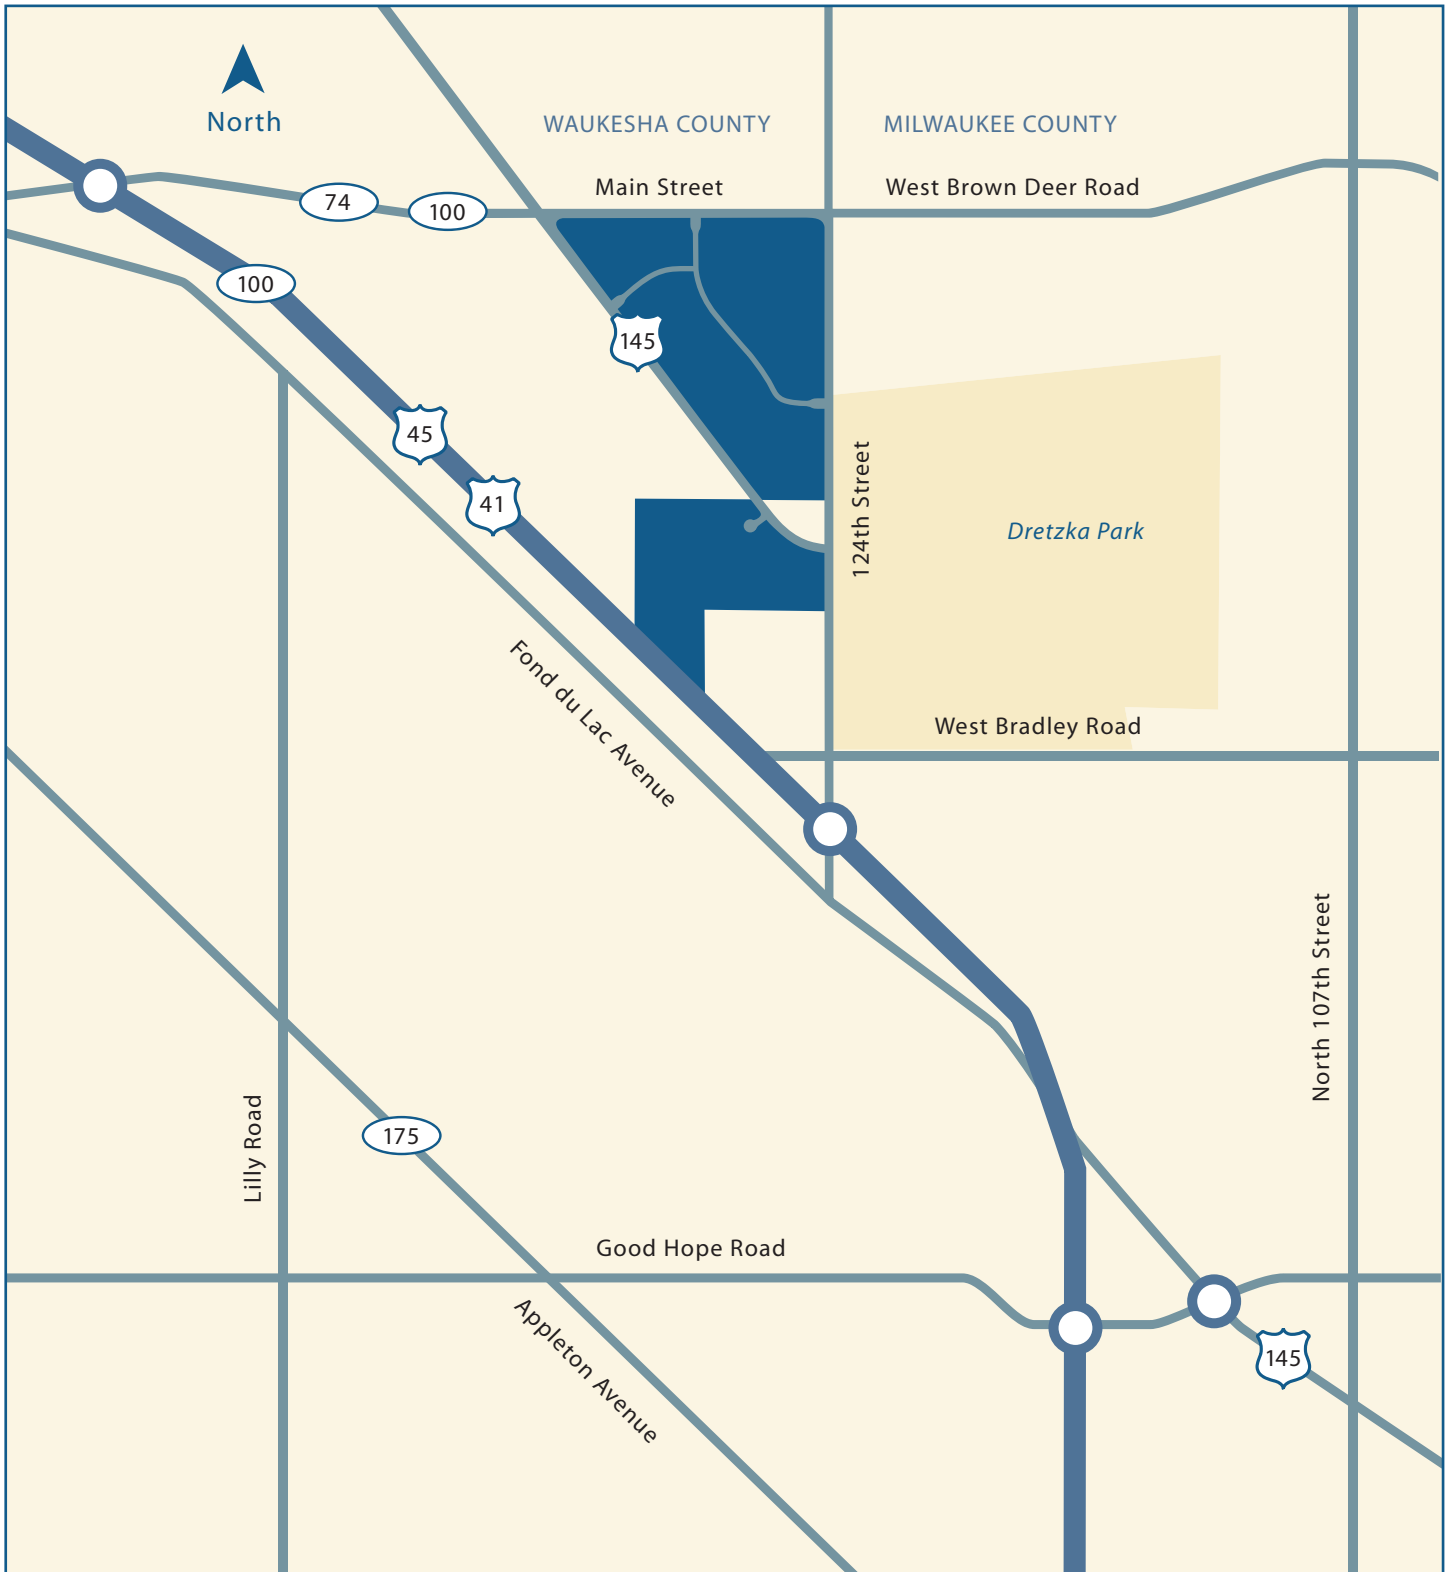 North
WAUKESHA COUNTY
MILWAUKEE COUNTY
Main Street
West Brown Deer Road
74
100
100
145
45
41
124th Street
Dretzka Park
Fond du Lac Avenue
West Bradley Road
North 107th Street
Lilly Road
175
Good Hope Road
Appleton Avenue
145